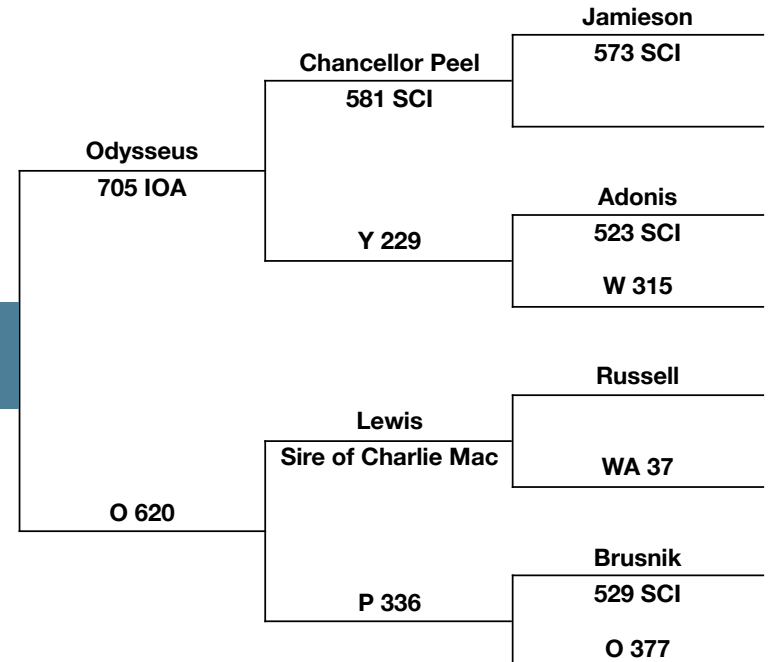 Jamieson
573 SCI
Chancellor Peel
581 SCI
Odysseus
705 IOA
Adonis
523 SCI
Y 229
W 315
Russell
Lewis
Sire of Charlie Mac
WA 37
O 620
Brusnik
529 SCI
P 336
O 377